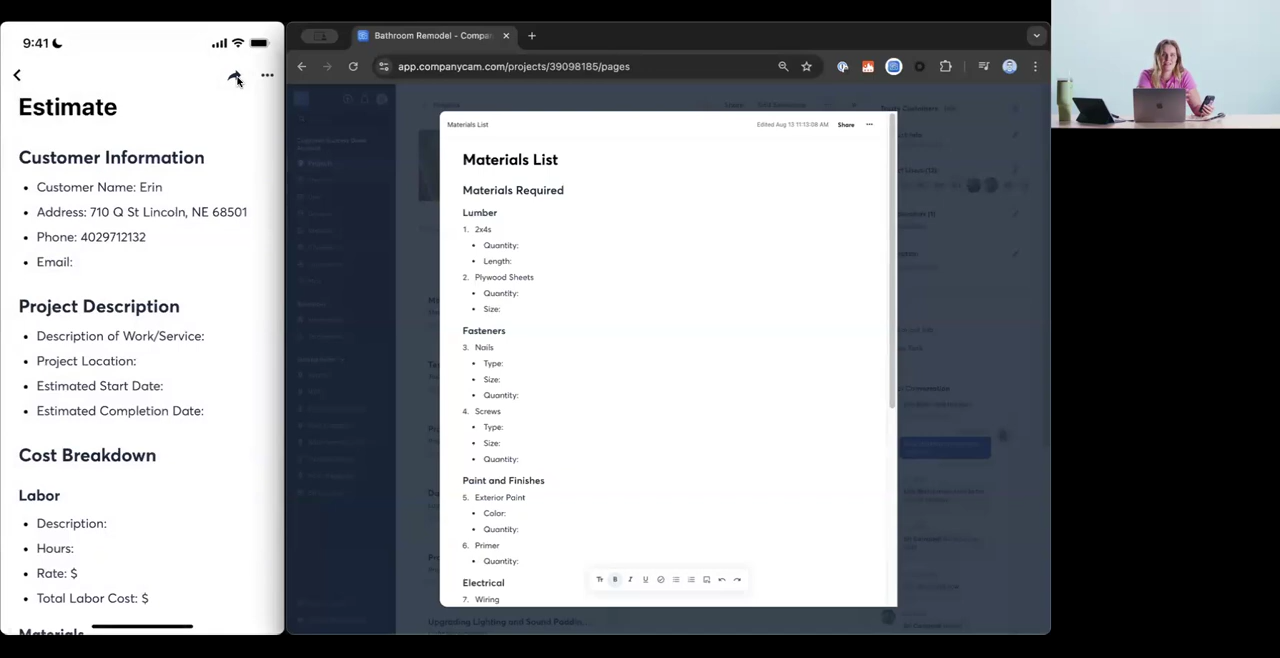 9:41
Estimate
Customer Information
• Customer Name: Erin
• Address: 710 Q St Lincoln, NE 68501
• Phone: 4029712132
• Email:
Project Description
• Description of Work/Service:
• Project Location:
• Estimated Start Date:
• Estimated Completion Date:
Cost Breakdown
Labor
• Description:
• Hours:
• Rate: $
• Total Labor Cost: $
Materials
Bathroom Remodel - Compa
app.companycam.com/projects/39098185/pages
Materials List
Edited Aug 13 11:13:08 AM
Share
Materials List
Materials Required
Lumber
1. 2x4s
• Quantity:
• Length:
2. Plywood Sheets
• Quantity:
• Size:
Fasteners
3. Nails
• Type:
• Size:
• Quantity:
4. Screws
• Type:
• Size:
• Quantity:
Paint and Finishes
5. Exterior Paint
• Color:
• Quantity:
6. Primer
• Quantity:
Electrical
7. Wiring
Tt B I U
Upgrading Lighting and Sound Paddin...